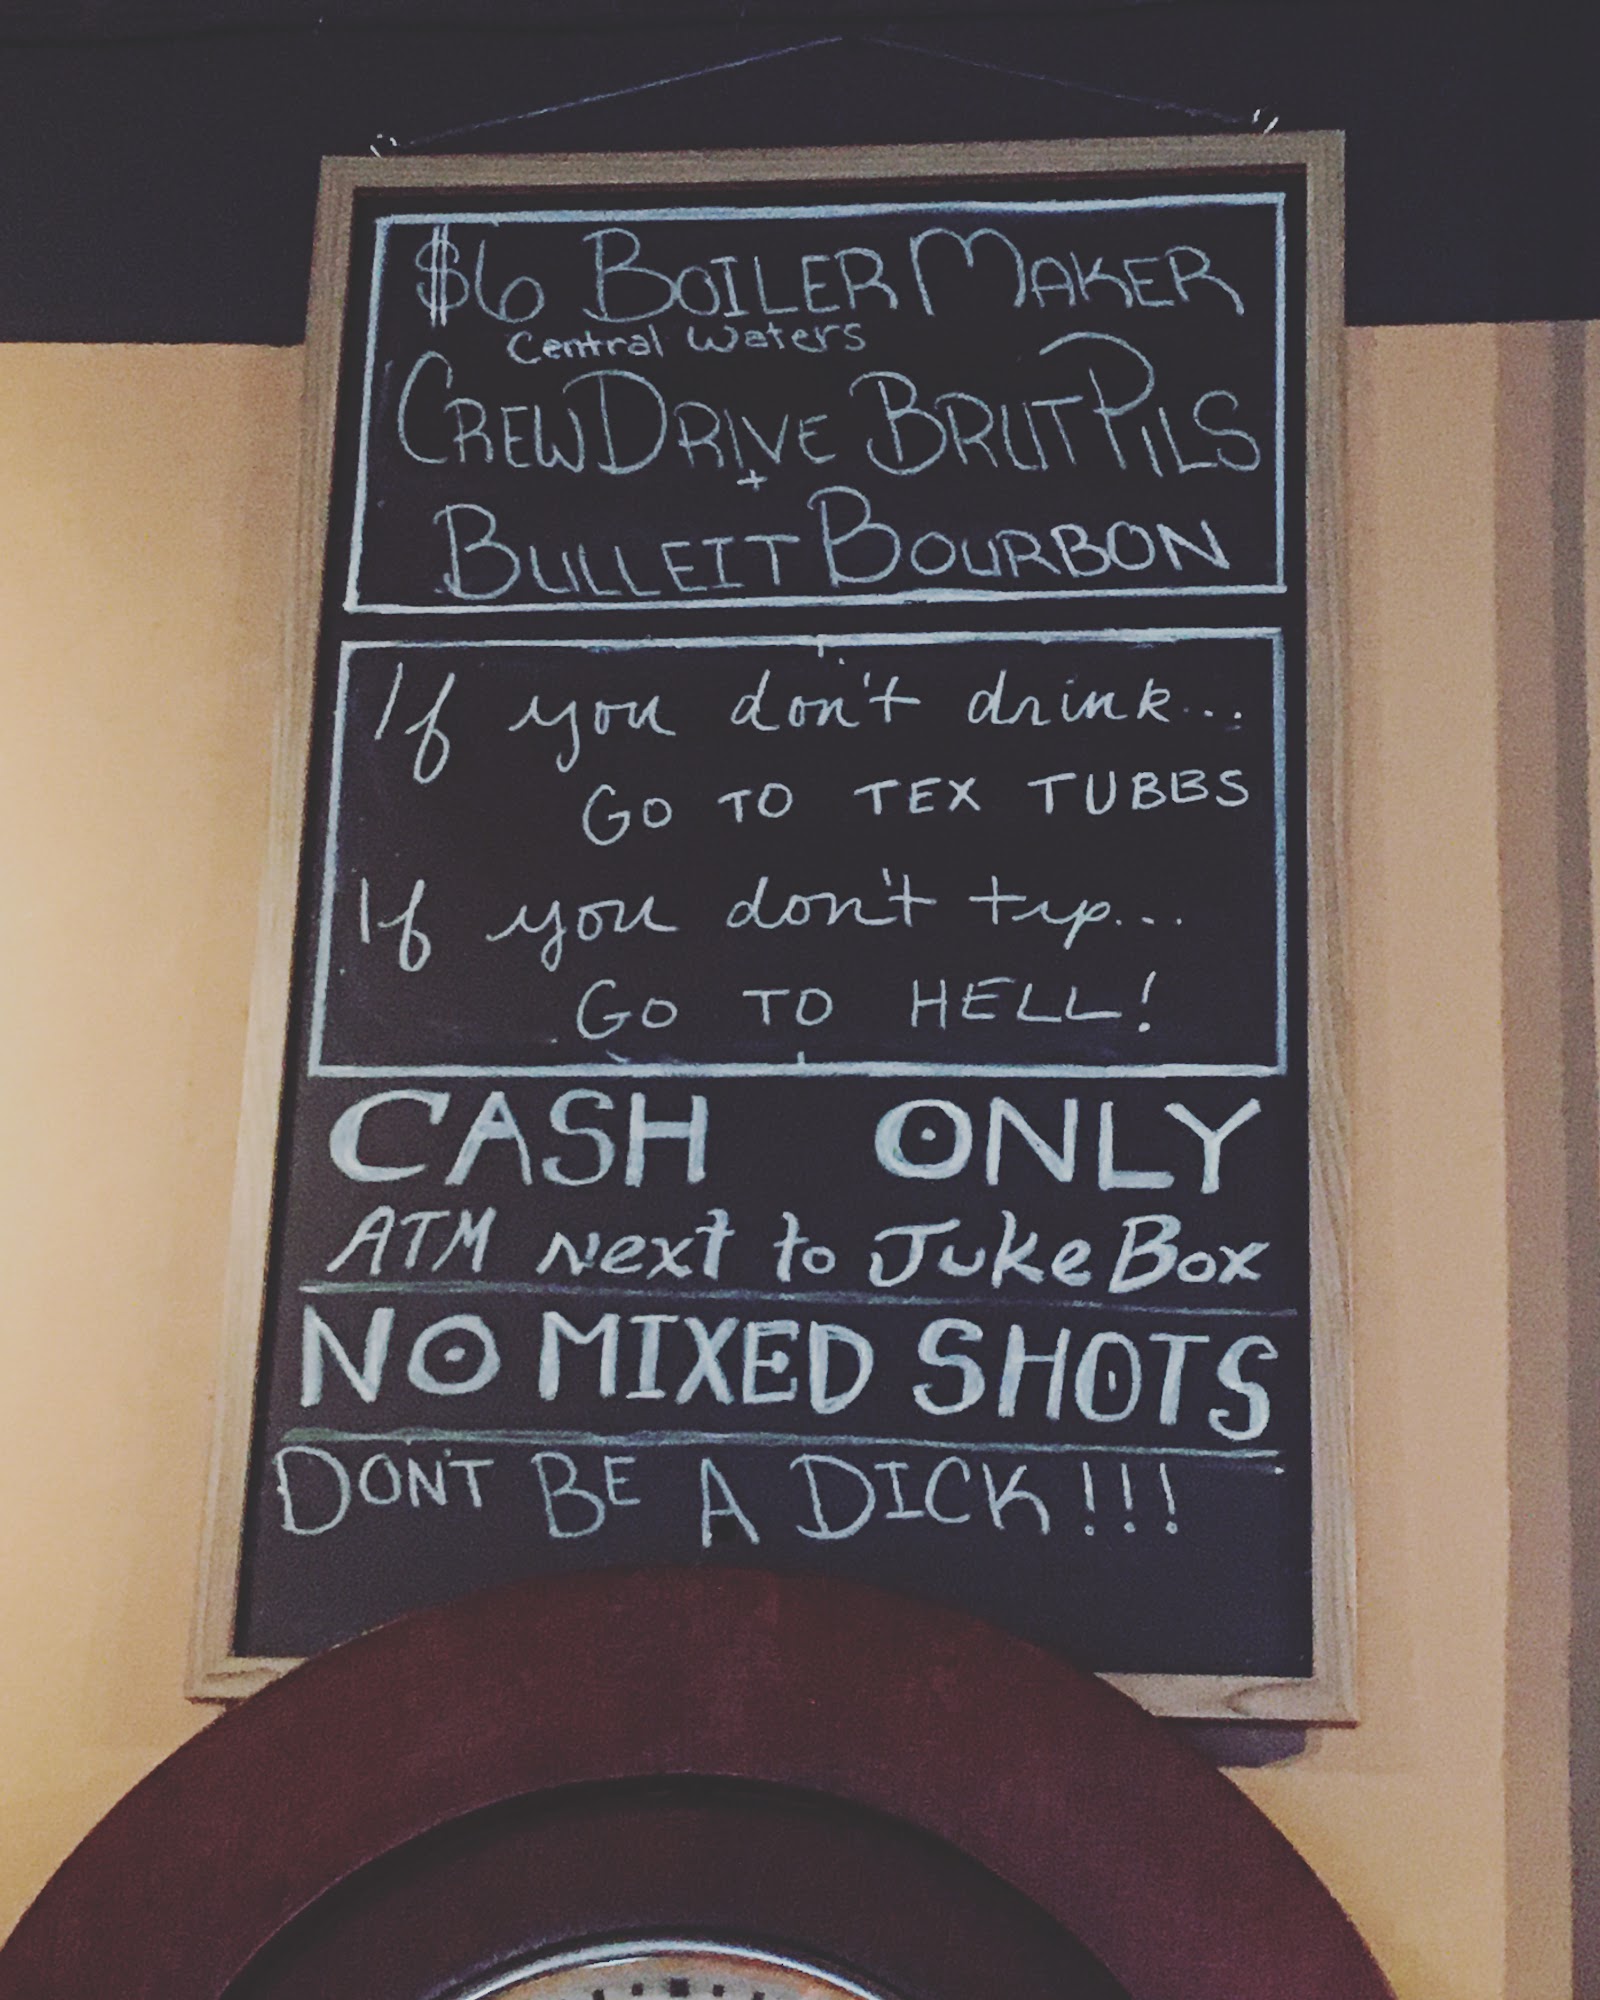 $6 BOILER MAKER
Central Waters
CREW DRIVE BRUT PILS
+
BULLEIT BOURBON
If you don't drink...
GO TO TEX TUBBS
If you don't tip...
GO TO HELL!
CASH ONLY
ATM Next to Juke Box
NO MIXED SHOTS
DON'T BE A DICK!!!